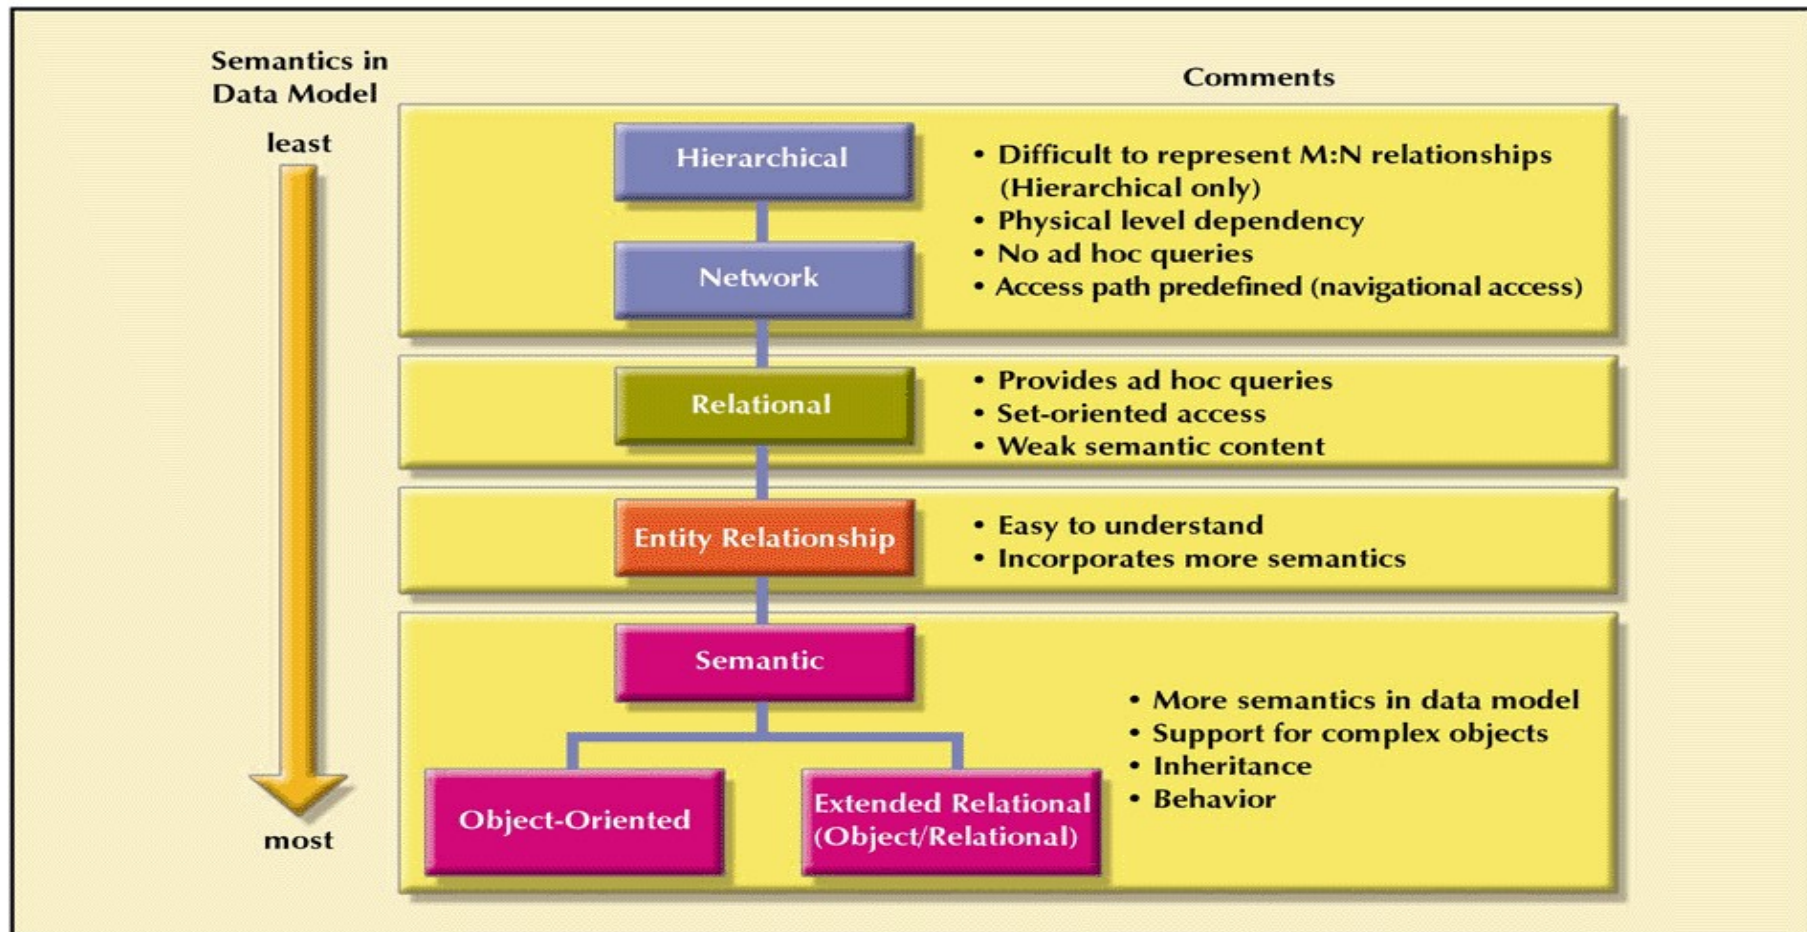 Semantics in
Data Model
Comments
least
Hierarchical
• Difficult to represent M:N relationships
(Hierarchical only)
• Physical level dependency
• No ad hoc queries
• Access path predefined (navigational access)
Network
Relational
• Provides ad hoc queries
• Set-oriented access
• Weak semantic content
Entity Relationship
• Easy to understand
• Incorporates more semantics
Semantic
• More semantics in data model
• Support for complex objects
• Inheritance
• Behavior
Object-Oriented
Extended Relational
(Object/Relational)
most